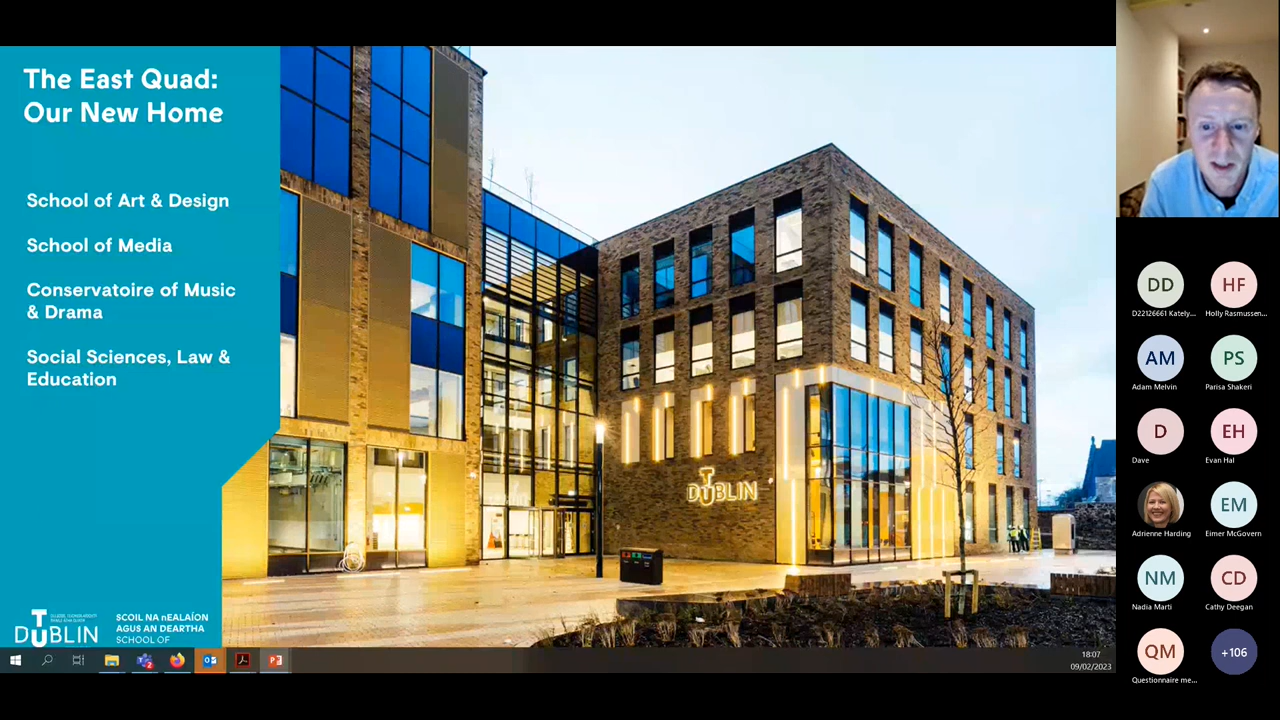 The East Quad:
Our New Home
School of Art & Design
School of Media
Conservatoire of Music
& Drama
Social Sciences, Law &
Education
DUBLIN
T
DUBLIN
SCOIL NA nEALAÍON
AGUS AN DEARTHA
SCHOOL OF
18:07
09/02/2023
DD
HF
D22126661 Kately...
Holly Rasmussen...
AM
PS
Adam Melvin
Parisa Shakeri
D
EH
Dave
Evan Hal
EM
Adrienne Harding
Eimer McGovern
NM
CD
Nadia Marti
Cathy Deegan
QM
+106
Questionnaire me...